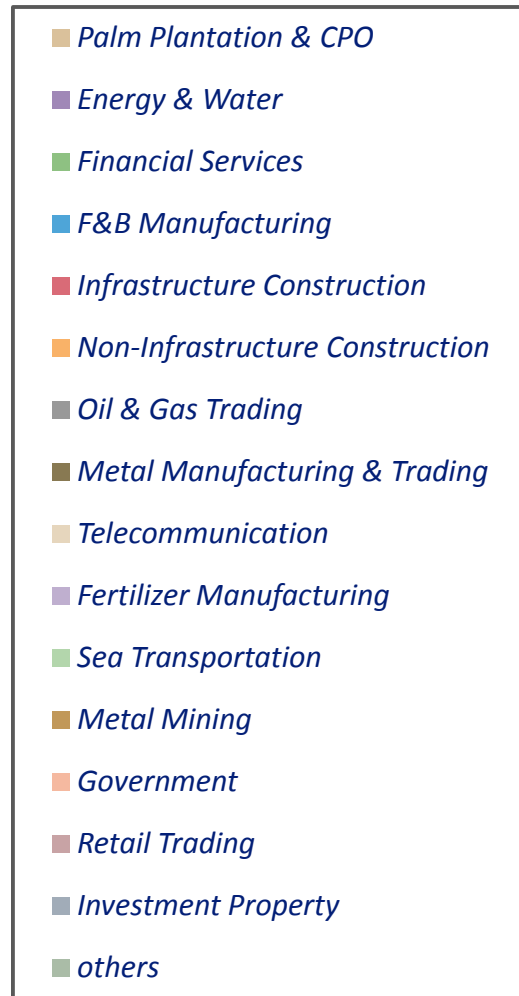 Palm Plantation & CPO
Energy & Water
Financial Services
F&B Manufacturing
Infrastructure Construction
Non-Infrastructure Construction
Oil & Gas Trading
Metal Manufacturing & Trading
Telecommunication
Fertilizer Manufacturing
Sea Transportation
Metal Mining
Government
Retail Trading
Investment Property
others